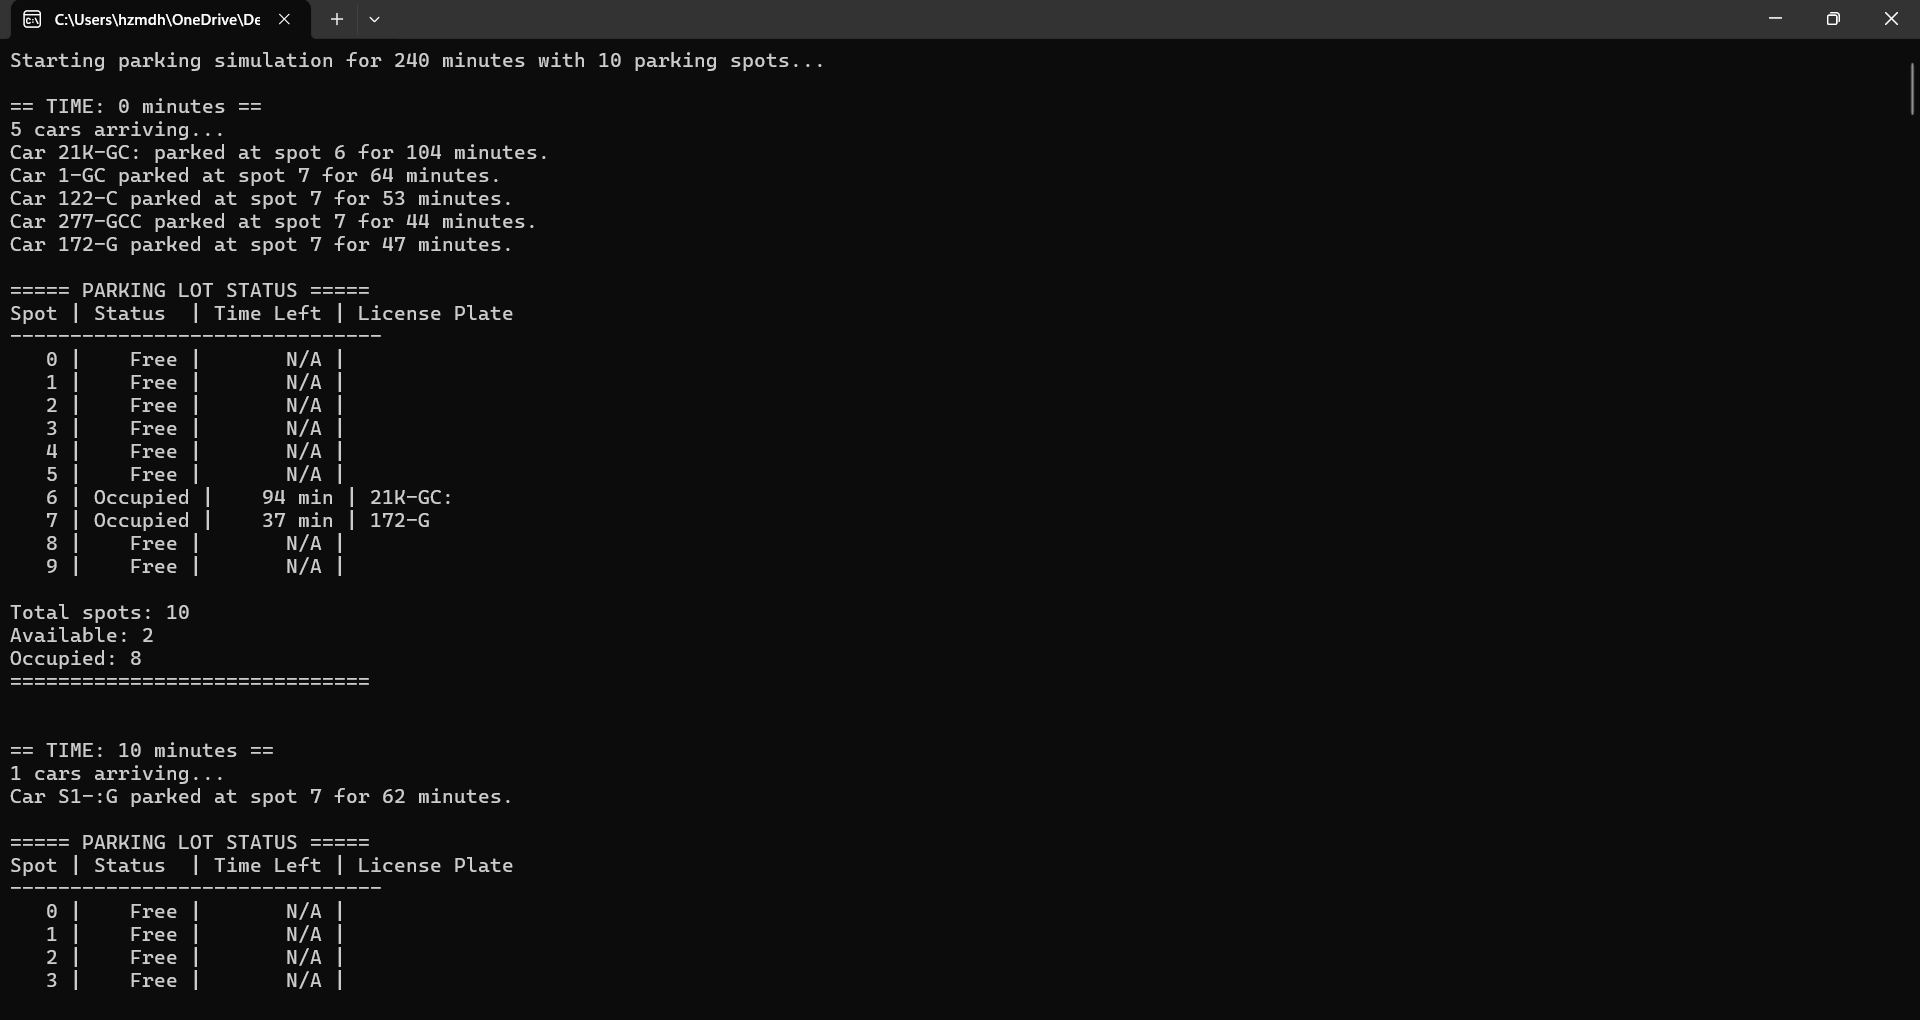 C:\Users\hzmdh\OneDrive\De
Starting parking simulation for 240 minutes with 10 parking spots...
== TIME: 0 minutes ==
5 cars arriving...
Car 21K-GC: parked at spot 6 for 104 minutes.
Car 1-GC parked at spot 7 for 64 minutes.
Car 122-C parked at spot 7 for 53 minutes.
Car 277-GCC parked at spot 7 for 44 minutes.
Car 172-G parked at spot 7 for 47 minutes.
===== PARKING LOT STATUS =====
Spot | Status  | Time Left | License Plate
-------------------------------
   0 |    Free |       N/A |
   1 |    Free |       N/A |
   2 |    Free |       N/A |
   3 |    Free |       N/A |
   4 |    Free |       N/A |
   5 |    Free |       N/A |
   6 | Occupied |    94 min | 21K-GC:
   7 | Occupied |    37 min | 172-G
   8 |    Free |       N/A |
   9 |    Free |       N/A |
Total spots: 10
Available: 2
Occupied: 8
==============================
== TIME: 10 minutes ==
1 cars arriving...
Car S1-:G parked at spot 7 for 62 minutes.
===== PARKING LOT STATUS =====
Spot | Status  | Time Left | License Plate
-------------------------------
   0 |    Free |       N/A |
   1 |    Free |       N/A |
   2 |    Free |       N/A |
   3 |    Free |       N/A |